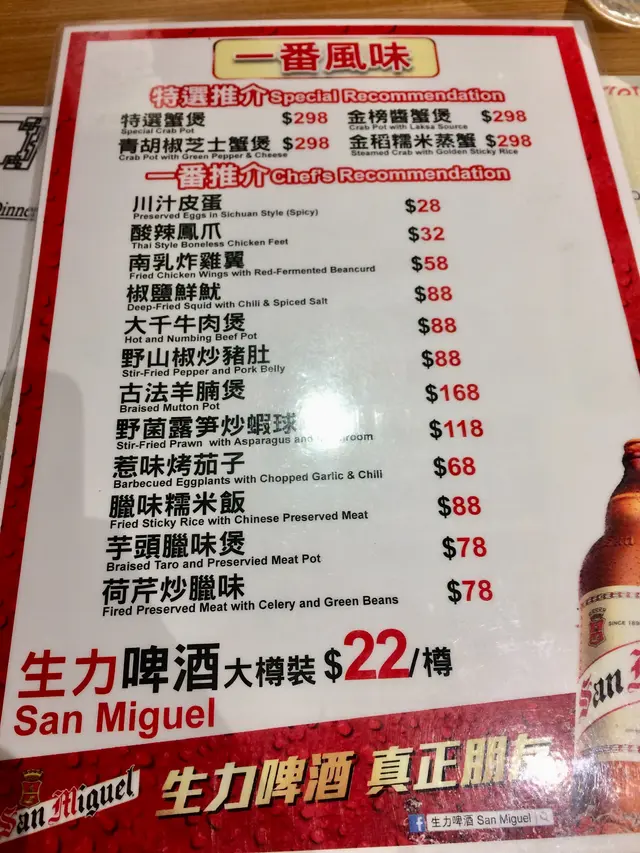 一番風味
特選推介 Special Recommendation
特選蟹煲 $298 金榜醬蟹煲 $298
Special Crab Pot Crab Pot with Laksa Source
青胡椒芝士蟹煲 $298 金稻糯米蒸蟹 $298
Crab Pot with Green Pepper & Cheese Steamed Crab with Golden Sticky Rice
一番推介 Chef's Recommendation
川汁皮蛋 $28
Preserved Eggs in Sichuan Style (Spicy)
酸辣鳳爪 $32
Thai Style Boneless Chicken Feet
南乳炸雞翼 $58
Fried Chicken Wings with Red-Fermented Beancurd
椒鹽鮮魷 $88
Deep-Fried Squid with Chili & Spiced Salt
大千牛肉煲 $88
Hot and Numbing Beef Pot
野山椒炒豬肚 $88
Stir-Fried Pepper and Pork Belly
古法羊腩煲 $168
Braised Mutton Pot
野菌露笋炒蝦球 $118
Stir-Fried Prawn with Asparagus and
惹味烤茄子 $68
Barbecued Eggplants with Chopped Garlic & Chili
臘味糯米飯 $88
Fried Sticky Rice with Chinese Preserved Meat
芋頭臘味煲 $78
Braised Taro and Preservied Meat Pot
荷芹炒臘味 $78
Fired Preserved Meat with Celery and Green Beans
生力啤酒 大樽裝 $22/樽
San Miguel
San Miguel 生力啤酒 真正朋友
生力啤酒 San Miguel
Dinner